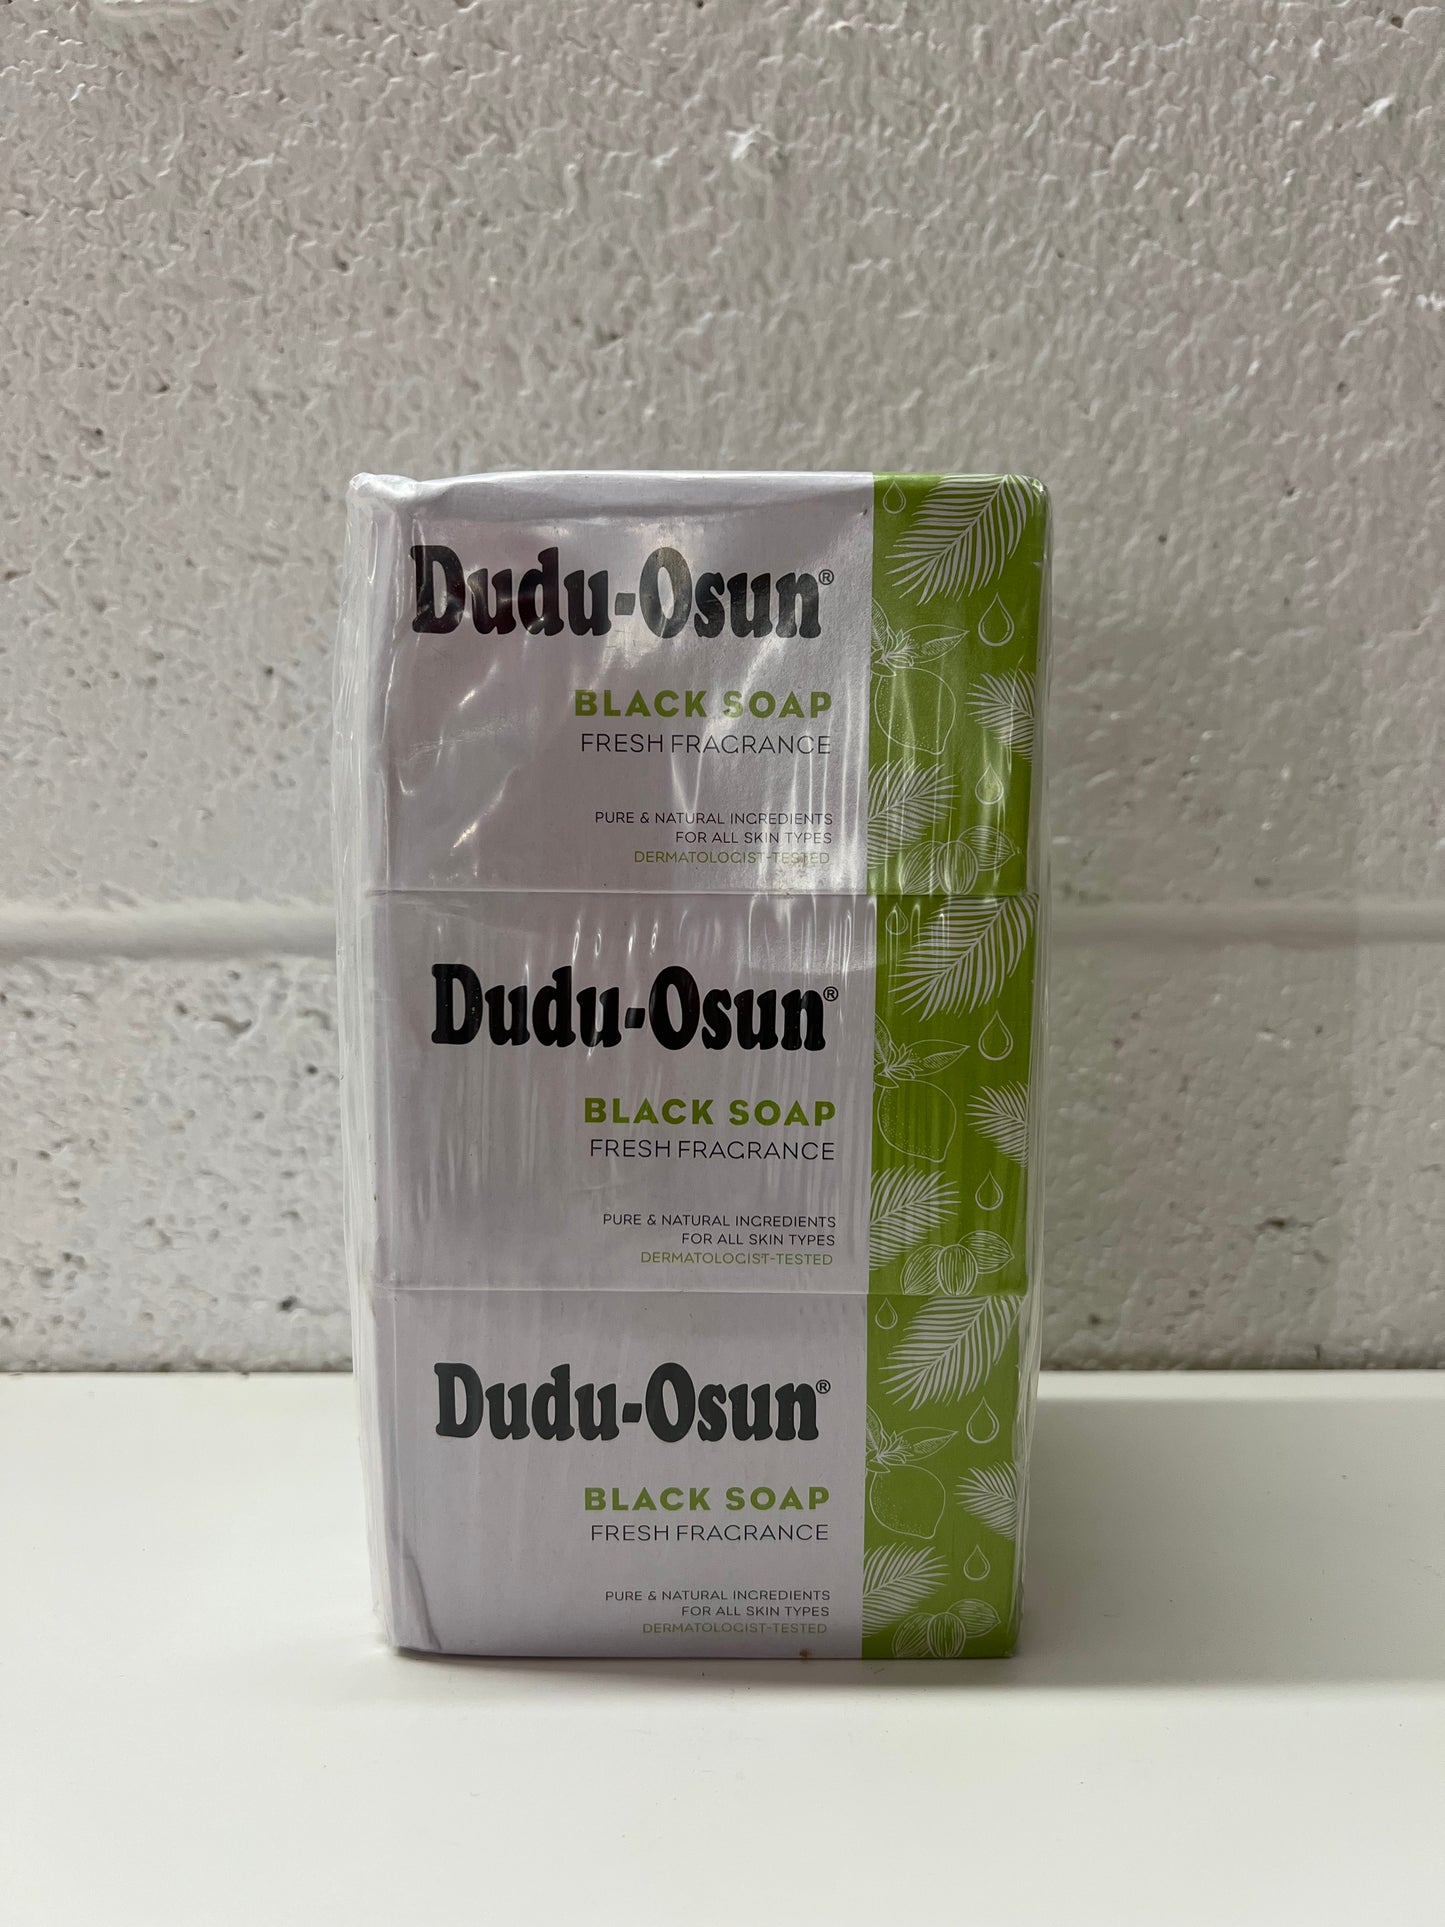 Dudu-Osun®
BLACK SOAP
FRESH FRAGRANCE
PURE & NATURAL INGREDIENTS
FOR ALL SKIN TYPES
DERMATOLOGIST-TESTED
Dudu-Osun®
BLACK SOAP
FRESH FRAGRANCE
PURE & NATURAL INGREDIENTS
FOR ALL SKIN TYPES
DERMATOLOGIST-TESTED
Dudu-Osun®
BLACK SOAP
FRESH FRAGRANCE
PURE & NATURAL INGREDIENTS
FOR ALL SKIN TYPES
DERMATOLOGIST-TESTED